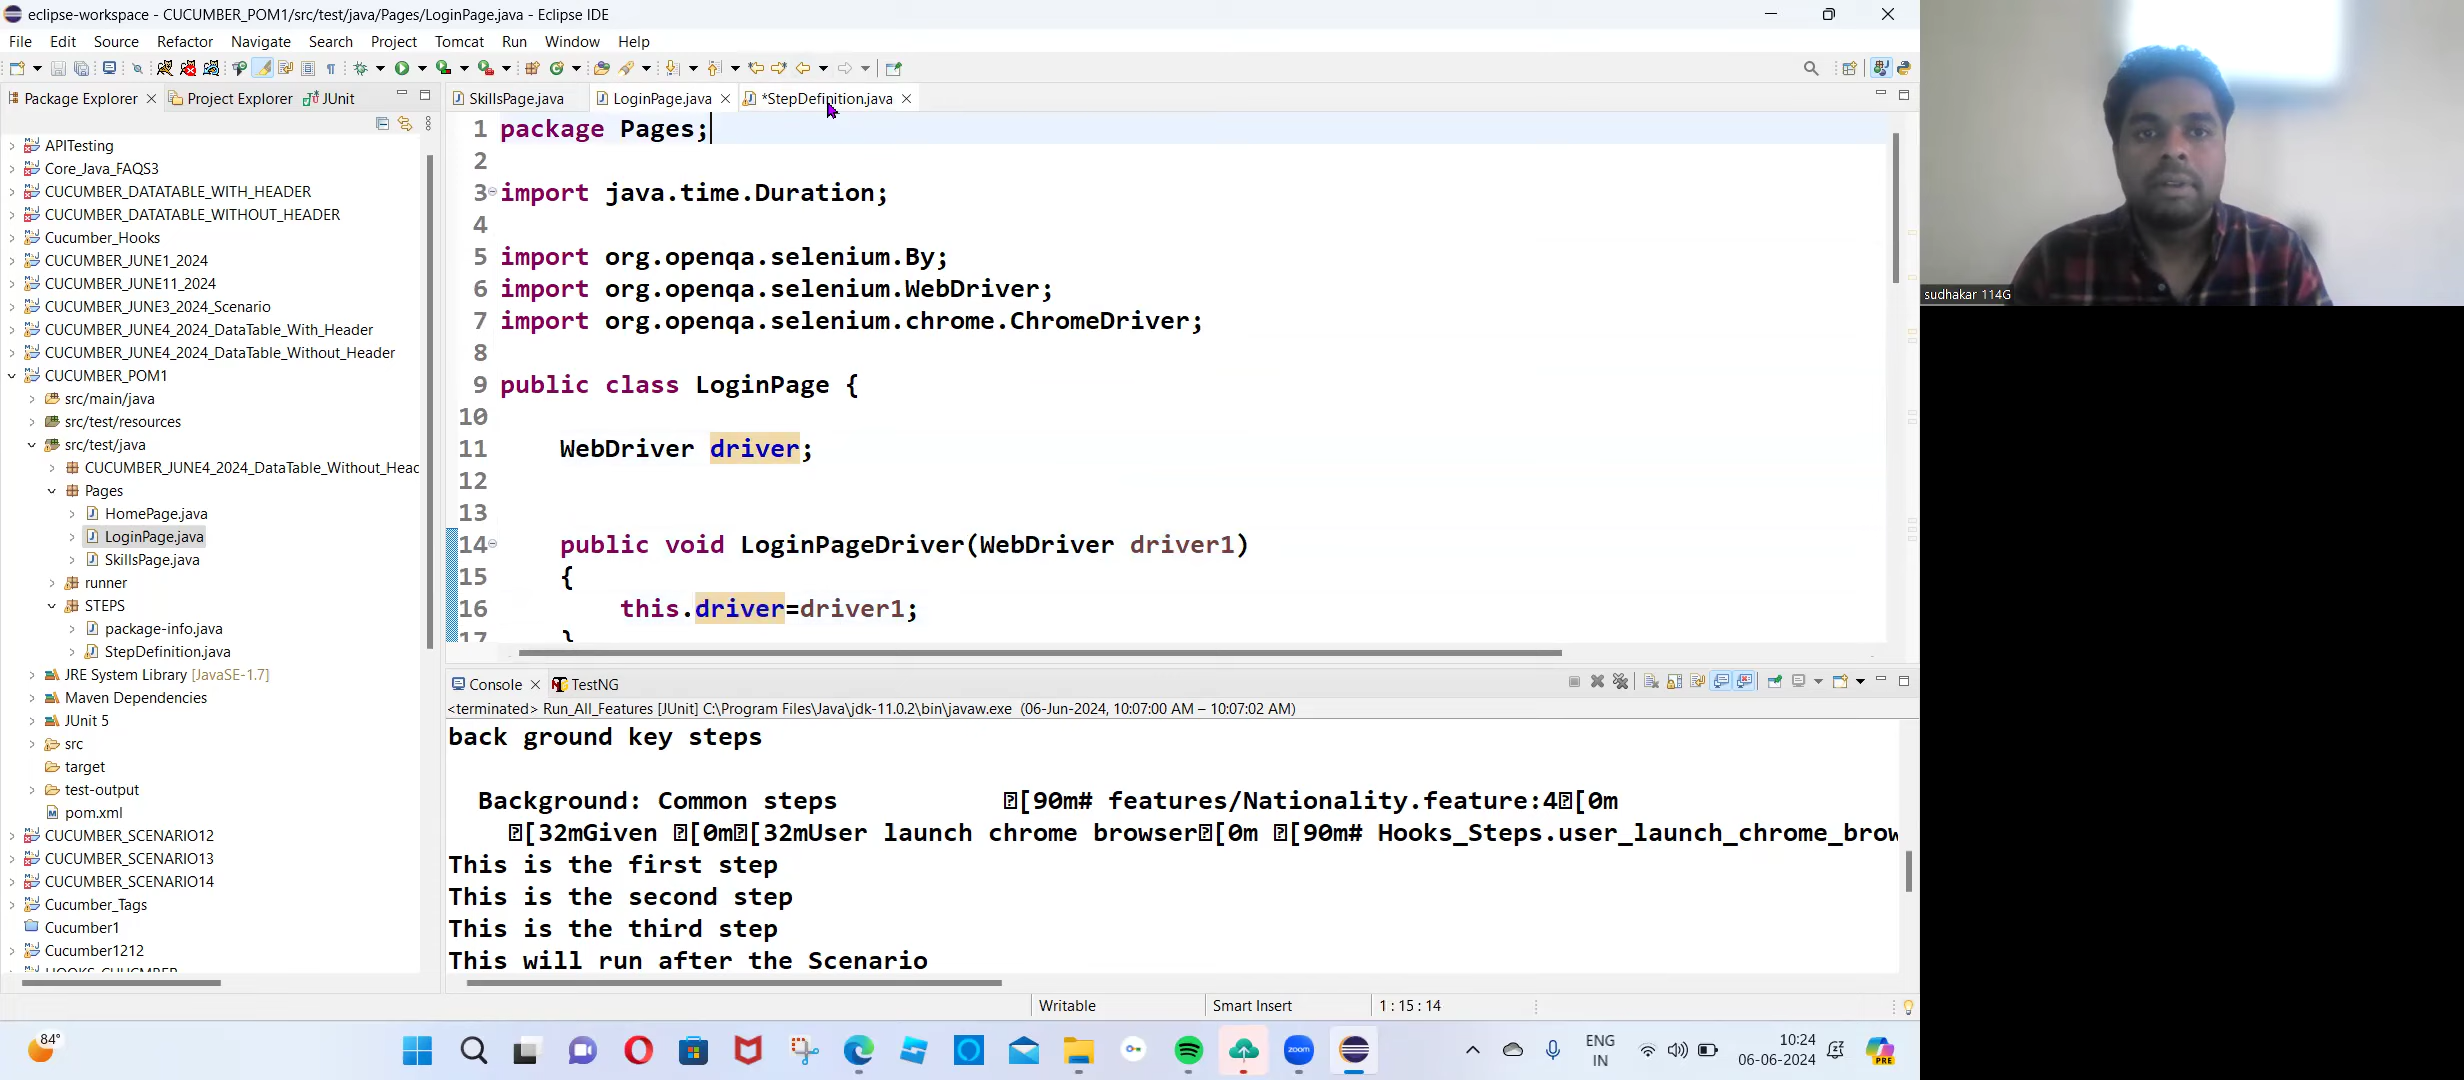 eclipse-workspace - CUCUMBER_POM1/src/test/java/Pages/LoginPage.java - Eclipse IDE
File Edit Source Refactor Navigate Search Project Tomcat Run Window Help
Package Explorer Project Explorer JUnit
SkillsPage.java LoginPage.java *StepDefinition.java
APITesting
Core_Java_FAQS3
CUCUMBER_DATATABLE_WITH_HEADER
CUCUMBER_DATATABLE_WITHOUT_HEADER
Cucumber_Hooks
CUCUMBER_JUNE1_2024
CUCUMBER_JUNE11_2024
CUCUMBER_JUNE3_2024_Scenario
CUCUMBER_JUNE4_2024_DataTable_With_Header
CUCUMBER_JUNE4_2024_DataTable_Without_Header
CUCUMBER_POM1
src/main/java
src/test/resources
src/test/java
CUCUMBER_JUNE4_2024_DataTable_Without_Heac
Pages
HomePage.java
LoginPage.java
SkillsPage.java
runner
STEPS
package-info.java
StepDefinition.java
JRE System Library [JavaSE-1.7]
Maven Dependencies
JUnit 5
src
target
test-output
pom.xml
CUCUMBER_SCENARIO12
CUCUMBER_SCENARIO13
CUCUMBER_SCENARIO14
Cucumber_Tags
Cucumber1
Cucumber1212
1 package Pages;
2
3 import java.time.Duration;
4
5 import org.openqa.selenium.By;
6 import org.openqa.selenium.WebDriver;
7 import org.openqa.selenium.chrome.ChromeDriver;
8
9 public class LoginPage {
10
11 WebDriver driver;
12
13
14 public void LoginPageDriver(WebDriver driver1)
15 {
16 this.driver=driver1;
17 }
Console TestNG
<terminated> Run_All_Features [JUnit] C:\Program Files\Java\jdk-11.0.2\bin\javaw.exe (06-Jun-2024, 10:07:00 AM – 10:07:02 AM)
back ground key steps
Background: Common steps [90m# features/Nationality.feature:4[0m
[32mGiven [0m[32mUser launch chrome browser[0m [90m# Hooks_Steps.user_launch_chrome_brow
This is the first step
This is the second step
This is the third step
This will run after the Scenario
Writable Smart Insert 1 : 15 : 14
sudhakar 114G
84°
zoom
ENG
IN
10:24
06-06-2024
PRE